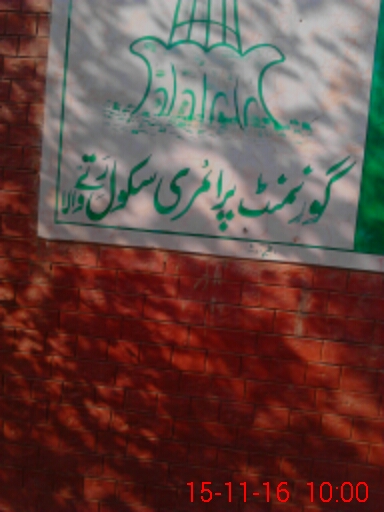 گورنمنٹ پرائمری سکول رتے والا
15-11-16 10:00